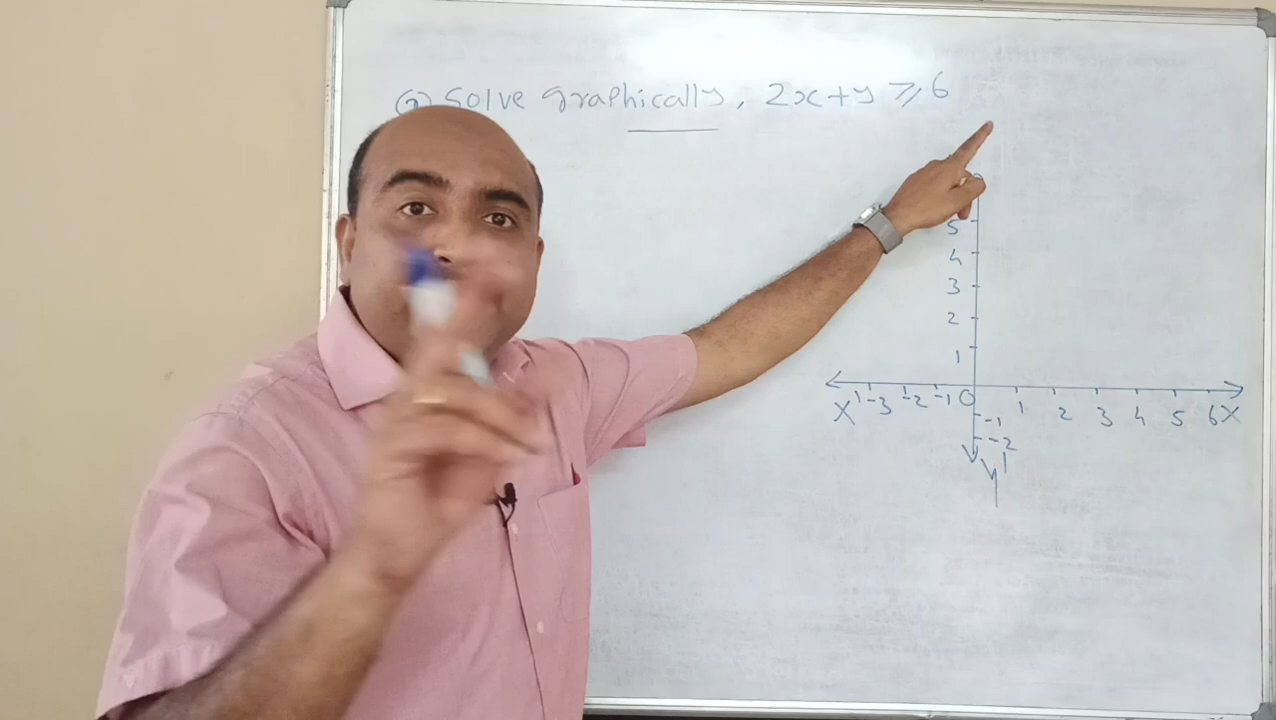 Q) Solve graphically, 2x+y ⩾ 6
5
4
3
2
1
X' -3 -2 -1 O 1 2 3 4 5 6 X
-1
-2
Y'